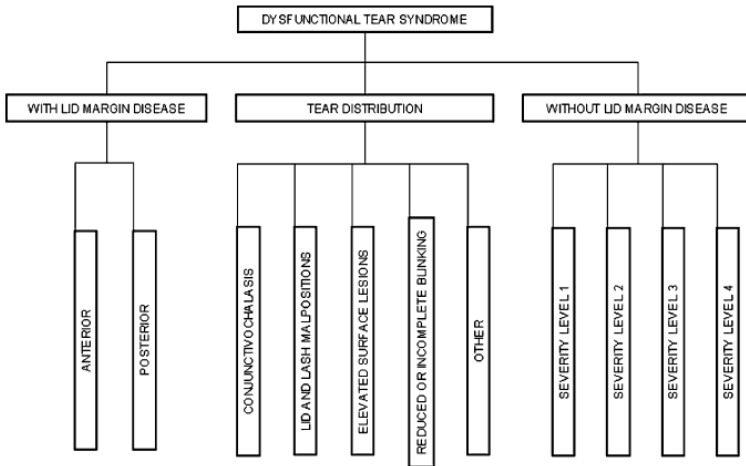 DYSFUNCTIONAL TEAR SYNDROME
WITH LID MARGIN DISEASE
TEAR DISTRIBUTION
WITHOUT LID MARGIN DISEASE
ANTERIOR
POSTERIOR
CONJUNCTIVOCHALASIS
LID AND LASH MALPOSITIONS
ELEVATED SURFACE LESIONS
REDUCED OR INCOMPLETE BLINKING
OTHER
SEVERITY LEVEL 1
SEVERITY LEVEL 2
SEVERITY LEVEL 3
SEVERITY LEVEL 4